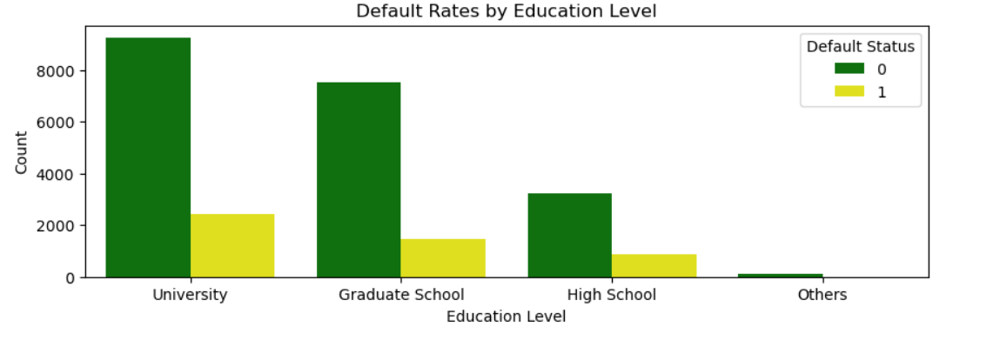 Default Rates by Education Level
Default Status
0
1
8000
6000
4000
2000
0
Count
University Graduate School High School Others
Education Level